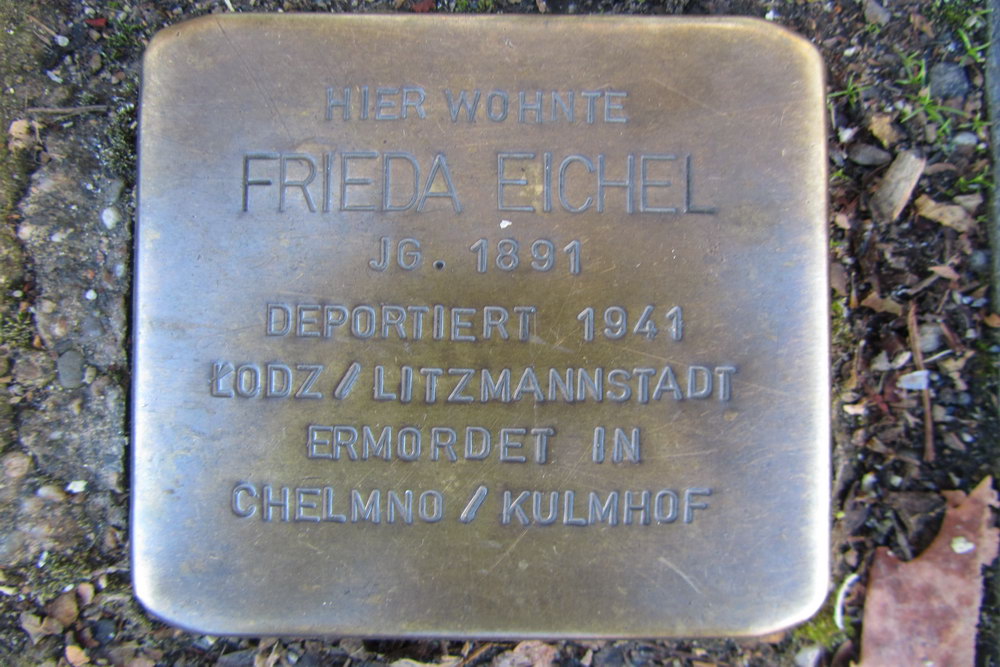 HIER WOHNTE
FRIEDA EICHEL
JG. 1891
DEPORTIERT 1941
ŁODZ / LITZMANNSTADT
ERMORDET IN
CHELMNO / KULMHOF